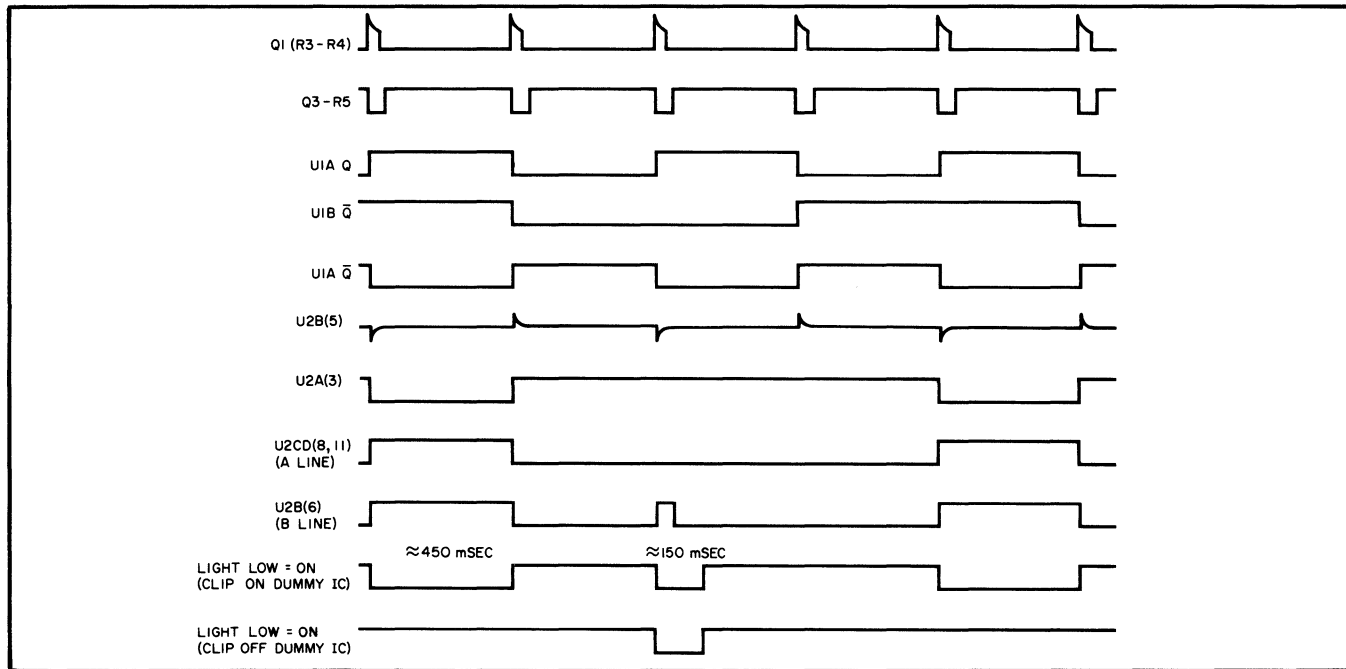 Q1 (R3-R4)
Q3-R5
U1A Q
U1B Q̅
U1A Q̅
U2B(5)
U2A(3)
U2CD(8,11)
(A LINE)
U2B(6)
(B LINE)
≈450 mSEC
≈150 mSEC
LIGHT LOW = ON
(CLIP ON DUMMY IC)
LIGHT LOW = ON
(CLIP OFF DUMMY IC)